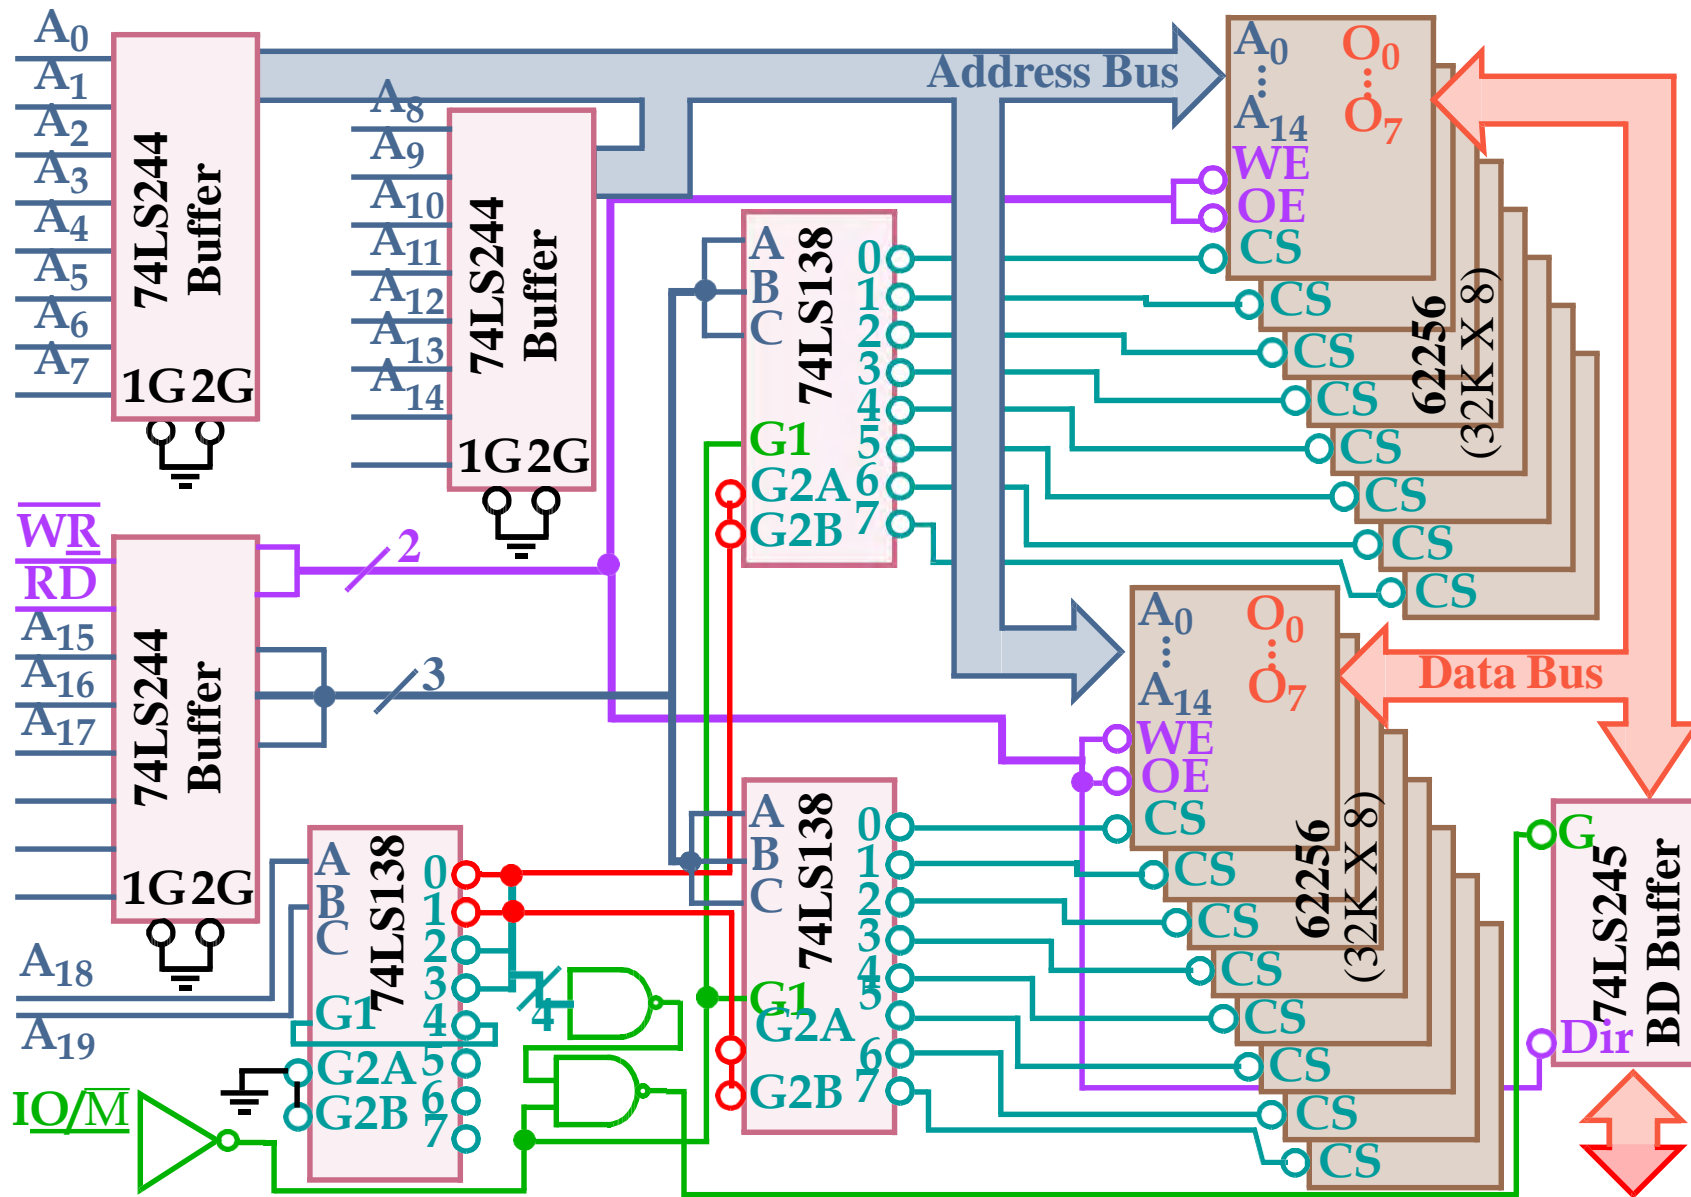 A0
A1
A2
A3
A4
A5
A6
A7
74LS244
Buffer
1G 2G
A8
A9
A10
A11
A12
A13
A14
74LS244
Buffer
1G 2G
Address Bus
WR
RD
A15
A16
A17
74LS244
Buffer
1G 2G
2
3
A18
A19
IO/M
A
B
C
G1
G2A
G2B
74LS138
0
1
2
3
4
5
6
7
4
A
B
C
G1
G2A
G2B
74LS138
0
1
2
3
4
5
6
7
A
B
C
G1
G2A
G2B
74LS138
0
1
2
3
4
5
6
7
A0
A14
O0
O7
WE
OE
CS
CS
CS
CS
CS
CS
CS
CS
62256
(32K X 8)
A0
A14
O0
O7
WE
OE
CS
CS
CS
CS
CS
CS
CS
CS
62256
(32K X 8)
Data Bus
G
74LS245
BD Buffer
Dir